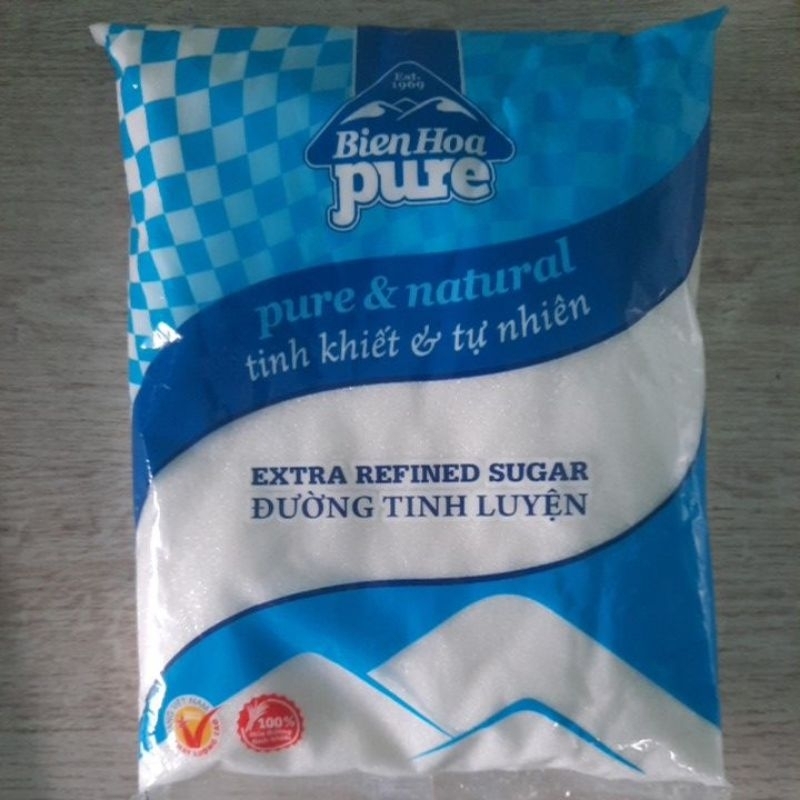 Est.
1969
Bien Hoa
pure
pure & natural
tinh khiết & tự nhiên
EXTRA REFINED SUGAR
ĐƯỜNG TINH LUYỆN
100%